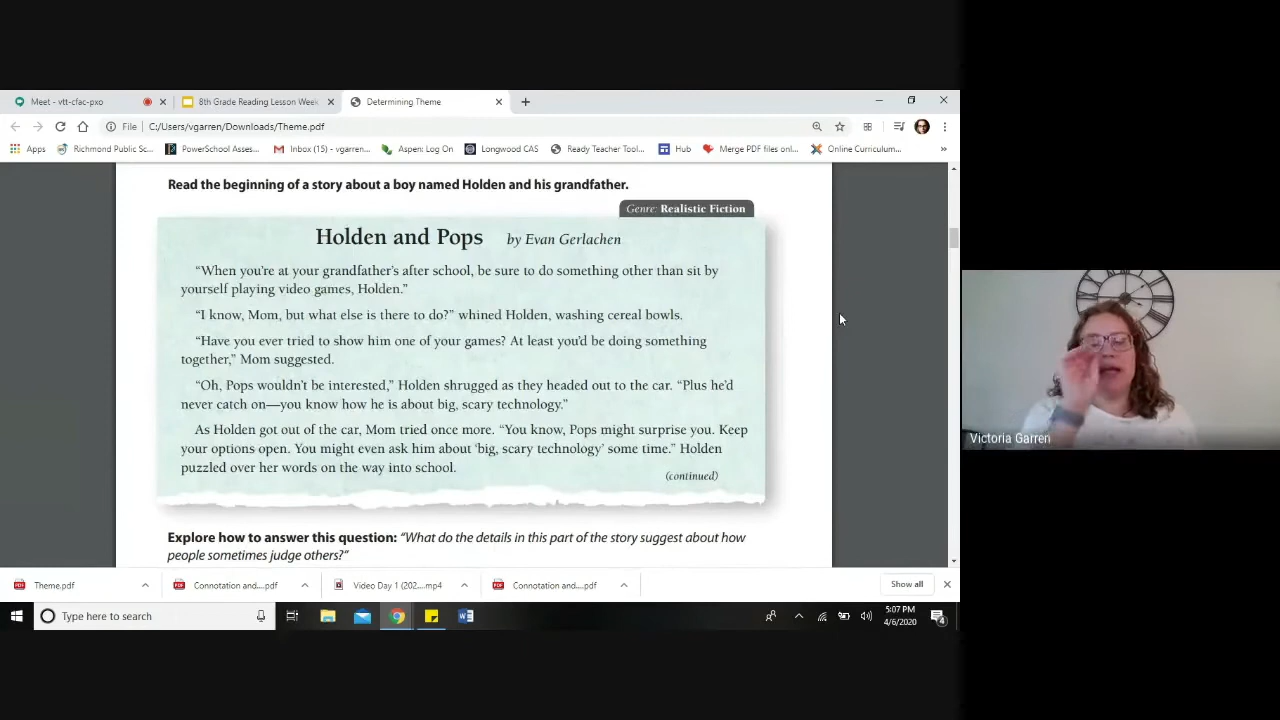 Meet - vtt-cfac-pxo
8th Grade Reading Lesson Week
Determining Theme
File
C:/Users/vgarren/Downloads/Theme.pdf
Apps
Richmond Public Sc...
PowerSchool Asses...
Inbox (15) - vgarren...
Aspen: Log On
Longwood CAS
Ready Teacher Tool...
Hub
Merge PDF files onl...
Online Curriculum...
»
Read the beginning of a story about a boy named Holden and his grandfather.
Genre: Realistic Fiction
Holden and Pops by Evan Gerlachen
“When you’re at your grandfather’s after school, be sure to do something other than sit by
yourself playing video games, Holden.”
“I know, Mom, but what else is there to do?” whined Holden, washing cereal bowls.
“Have you ever tried to show him one of your games? At least you’d be doing something
together,” Mom suggested.
“Oh, Pops wouldn’t be interested,” Holden shrugged as they headed out to the car. “Plus he’d
never catch on—you know how he is about big, scary technology.”
As Holden got out of the car, Mom tried once more. “You know, Pops might surprise you. Keep
your options open. You might even ask him about ‘big, scary technology’ some time.” Holden
puzzled over her words on the way into school.
(continued)
Explore how to answer this question: “What do the details in this part of the story suggest about how
people sometimes judge others?”
Victoria Garren
Theme.pdf
Connotation and....pdf
Video Day 1 (202....mp4
Connotation and....pdf
Show all
Type here to search
5:07 PM
4/6/2020
4